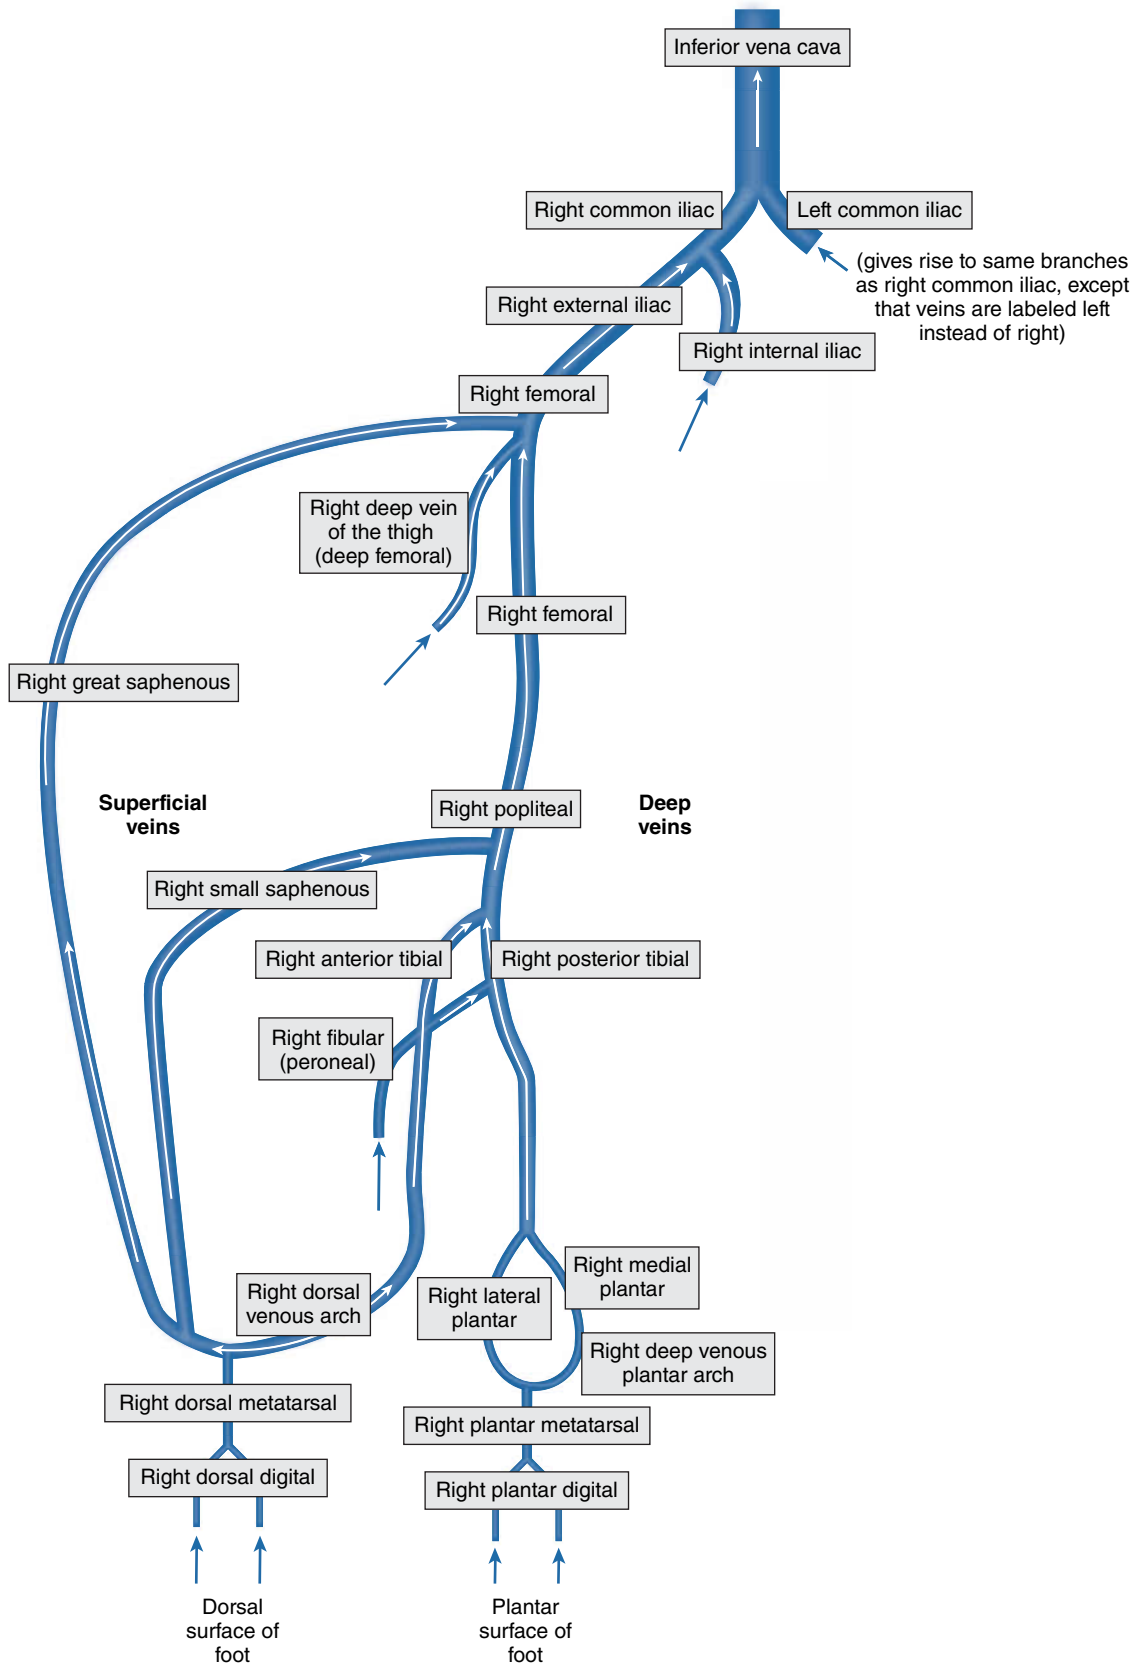 Inferior vena cava
Right common iliac
Left common iliac
(gives rise to same branches
as right common iliac, except
that veins are labeled left
instead of right)
Right external iliac
Right internal iliac
Right femoral
Right deep vein
of the thigh
(deep femoral)
Right femoral
Right great saphenous
Superficial
veins
Right popliteal
Deep
veins
Right small saphenous
Right anterior tibial
Right posterior tibial
Right fibular
(peroneal)
Right dorsal
venous arch
Right lateral
plantar
Right medial
plantar
Right deep venous
plantar arch
Right dorsal metatarsal
Right plantar metatarsal
Right dorsal digital
Right plantar digital
Dorsal
surface of
foot
Plantar
surface of
foot